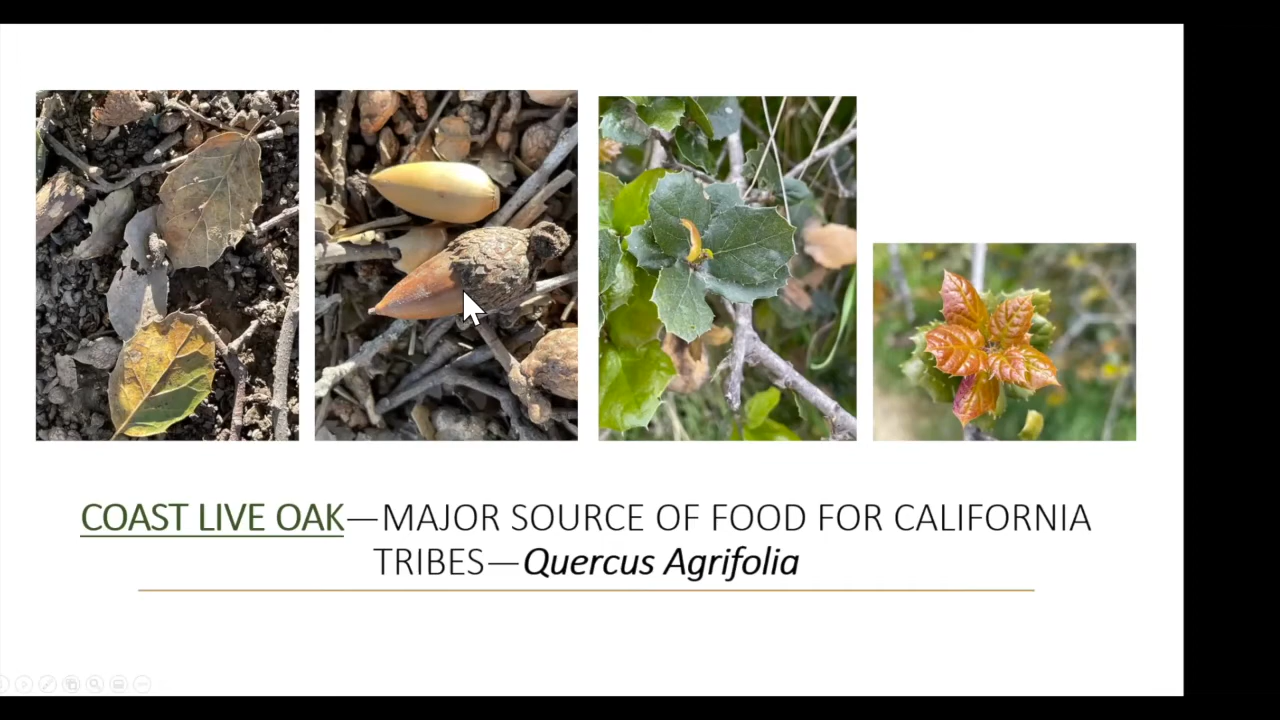 COAST LIVE OAK—MAJOR SOURCE OF FOOD FOR CALIFORNIA
TRIBES—Quercus Agrifolia